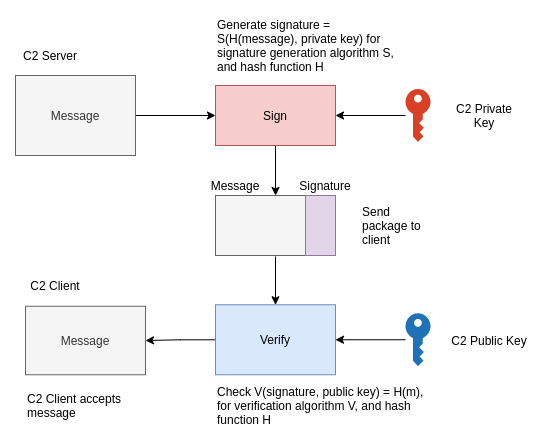 Generate signature =
S(H(message), private key) for
signature generation algorithm S,
and hash function H
C2 Server
Message
Sign
C2 Private
Key
Message
Signature
Send
package to
client
C2 Client
Message
Verify
C2 Public Key
C2 Client accepts
message
Check V(signature, public key) = H(m),
for verification algorithm V, and hash
function H